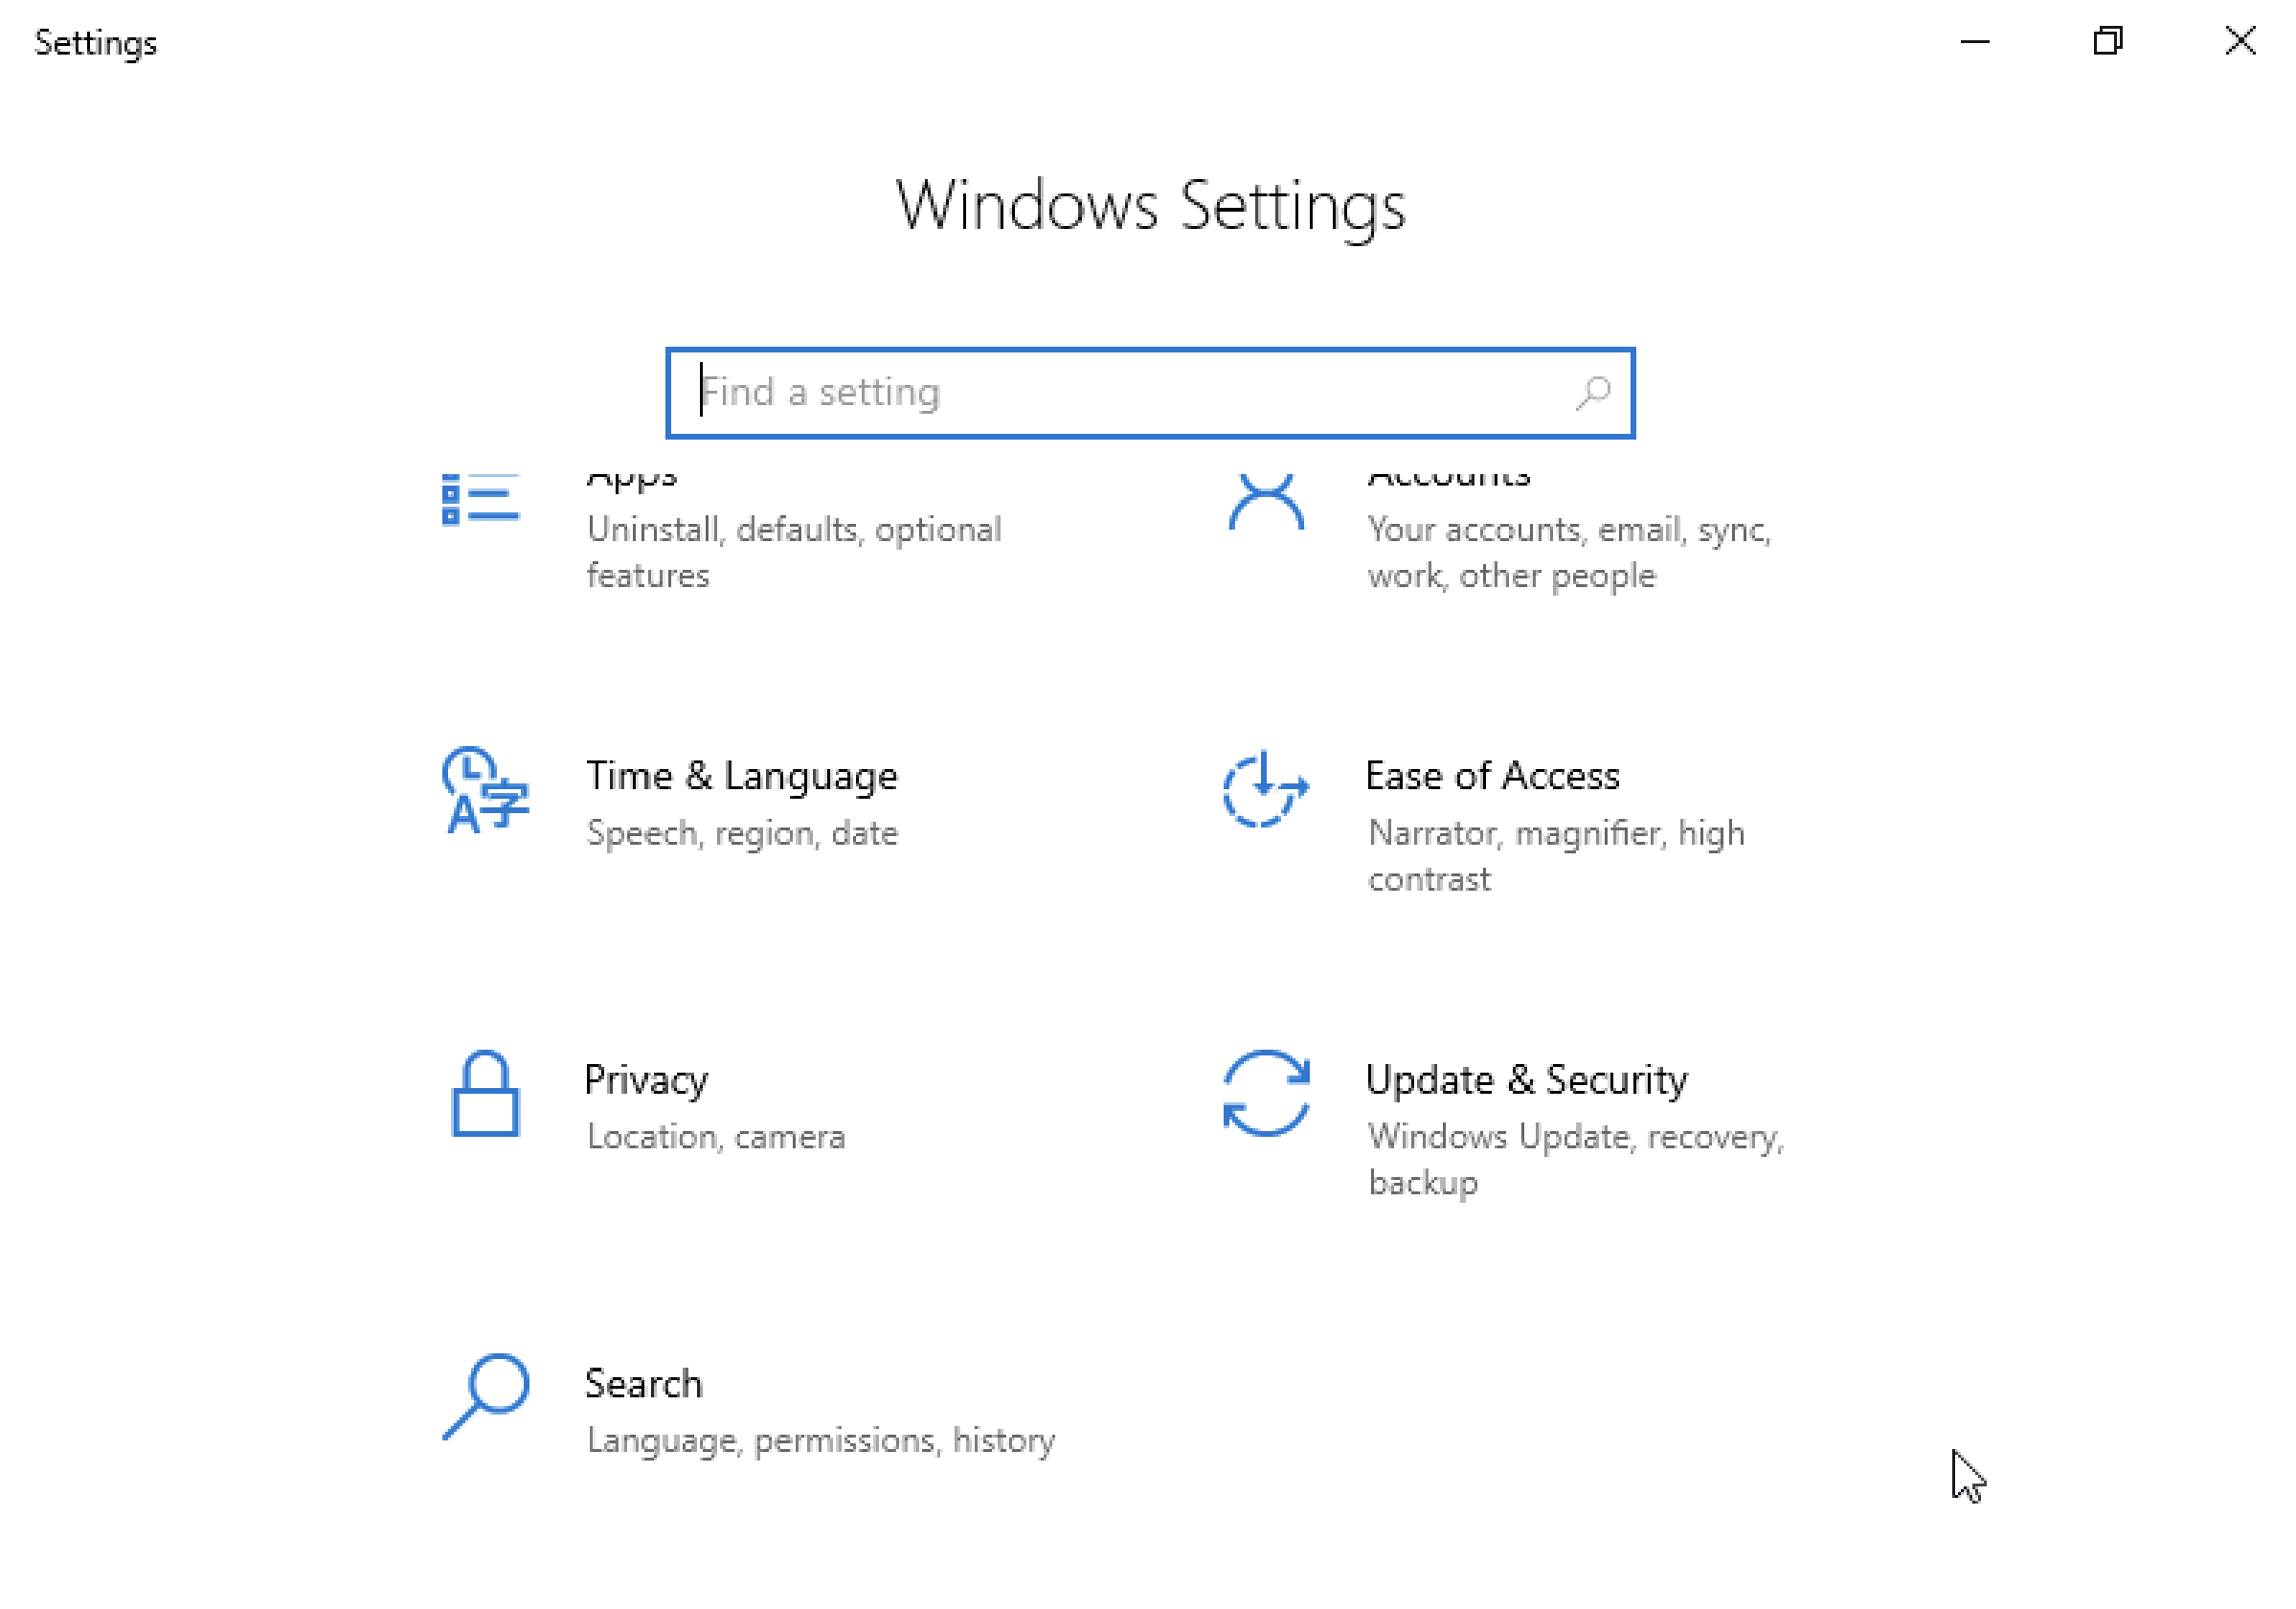 Settings
Windows Settings
Find a setting
Apps
Accounts
Uninstall, defaults, optional
features
Your accounts, email, sync,
work, other people
Time & Language
Speech, region, date
Ease of Access
Narrator, magnifier, high
contrast
Privacy
Location, camera
Update & Security
Windows Update, recovery,
backup
Search
Language, permissions, history